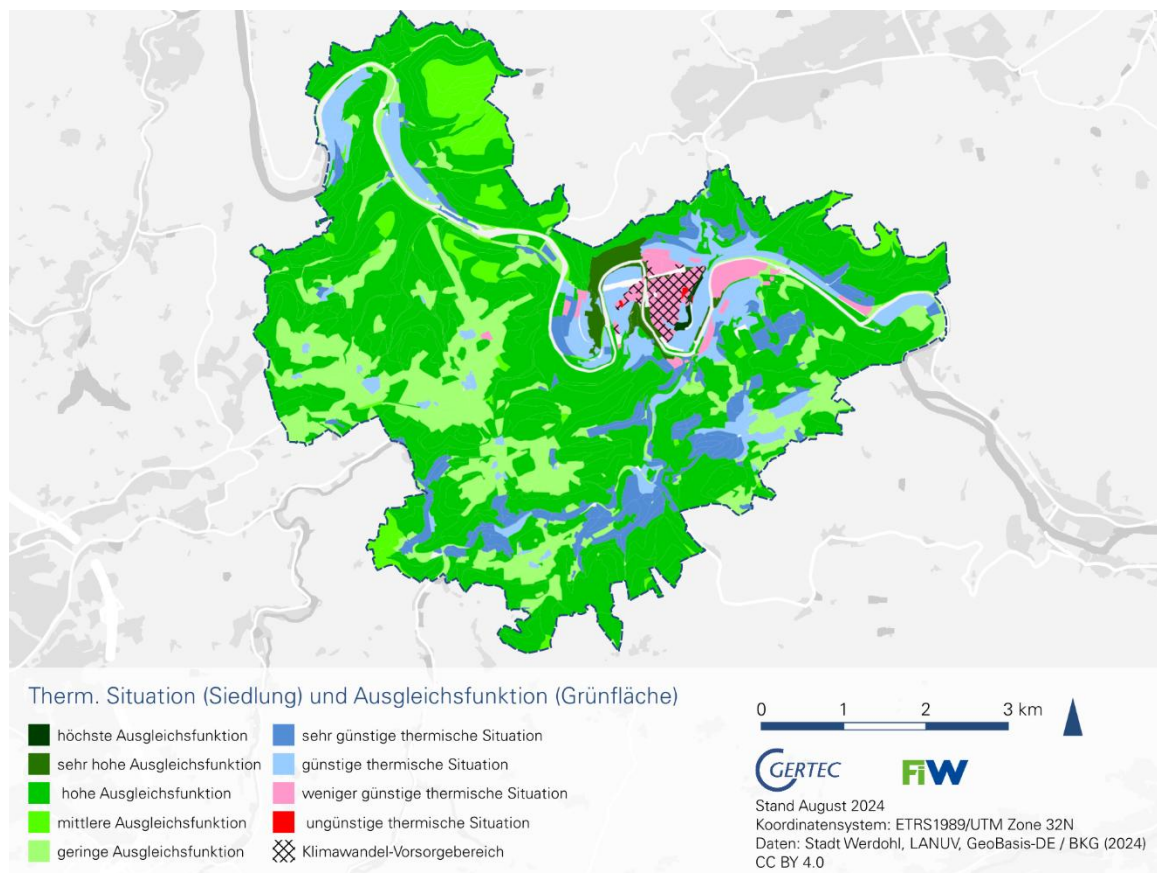 Therm. Situation (Siedlung) und Ausgleichsfunktion (Grünfläche)
höchste Ausgleichsfunktion
sehr hohe Ausgleichsfunktion
hohe Ausgleichsfunktion
mittlere Ausgleichsfunktion
geringe Ausgleichsfunktion
sehr günstige thermische Situation
günstige thermische Situation
weniger günstige thermische Situation
ungünstige thermische Situation
Klimawandel-Vorsorgebereich
0 1 2 3 km
GERTEC FiW
Stand August 2024
Koordinatensystem: ETRS1989/UTM Zone 32N
Daten: Stadt Werdohl, LANUV, GeoBasis-DE / BKG (2024)
CC BY 4.0